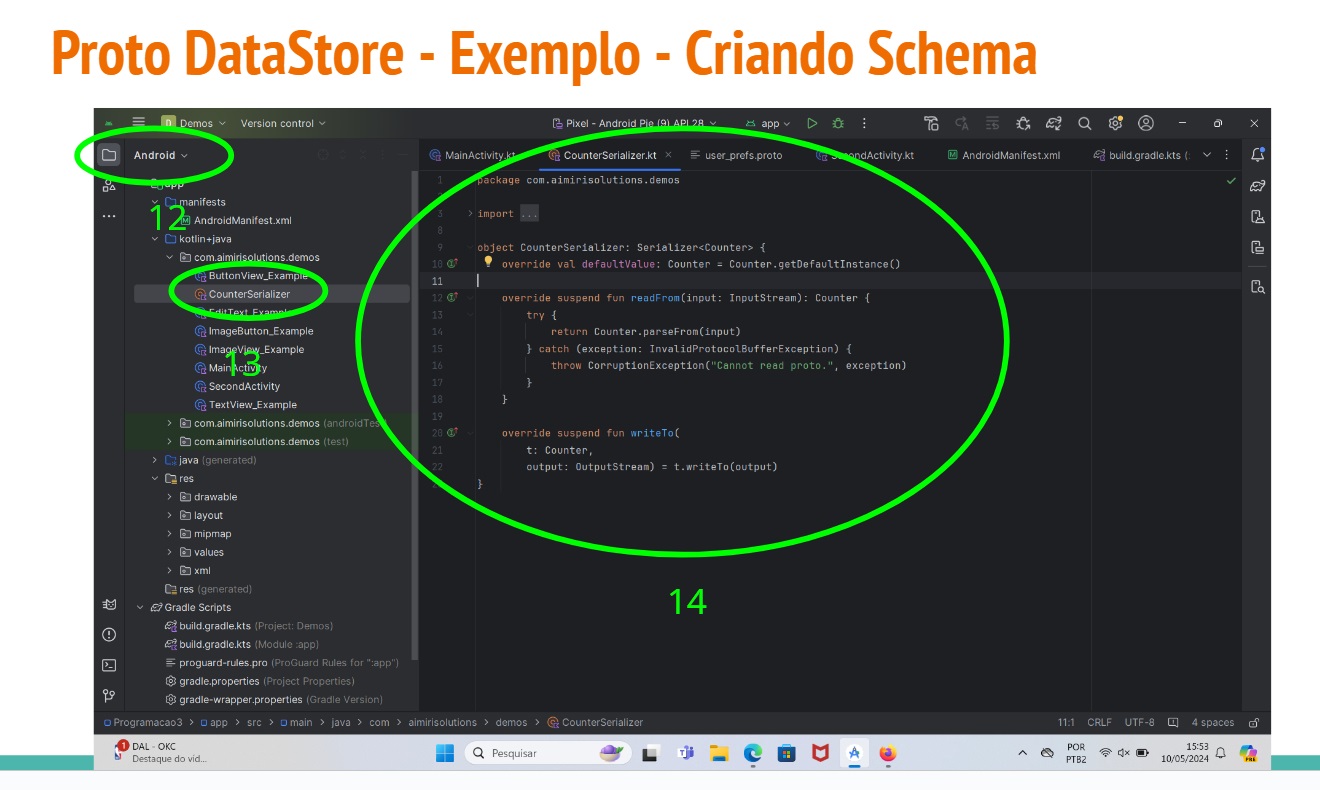 Proto DataStore - Exemplo - Criando Schema
D Demos Version control
Pixel - Android Pie (9) API 28 app
Android
MainActivity.kt CounterSerializer.kt user_prefs.proto SecondActivity.kt AndroidManifest.xml build.gradle.kts (:
app
manifests
12
AndroidManifest.xml
kotlin+java
com.aimirisolutions.demos
ButtonView_Example
CounterSerializer
EditText_Example
ImageButton_Example
ImageView_Example
13
MainActivity
SecondActivity
TextView_Example
com.aimirisolutions.demos (androidTest)
com.aimirisolutions.demos (test)
java (generated)
res
drawable
layout
mipmap
values
xml
res (generated)
Gradle Scripts
build.gradle.kts (Project: Demos)
build.gradle.kts (Module :app)
proguard-rules.pro (ProGuard Rules for ":app")
gradle.properties (Project Properties)
gradle-wrapper.properties (Gradle Version)
1 package com.aimirisolutions.demos
3 import ...
8
9 object CounterSerializer: Serializer<Counter> {
10 override val defaultValue: Counter = Counter.getDefaultInstance()
11
12 override suspend fun readFrom(input: InputStream): Counter {
13 try {
14 return Counter.parseFrom(input)
15 } catch (exception: InvalidProtocolBufferException) {
16 throw CorruptionException("Cannot read proto.", exception)
17 }
18 }
19
20 override suspend fun writeTo(
21 t: Counter,
22 output: OutputStream) = t.writeTo(output)
}
14
Programacao3 > app > src > main > java > com > aimirisolutions > demos > CounterSerializer
11:1 CRLF UTF-8 4 spaces
1 DAL - OKC
Destaque do vid...
Pesquisar
POR
PTB2
15:53
10/05/2024
PRE